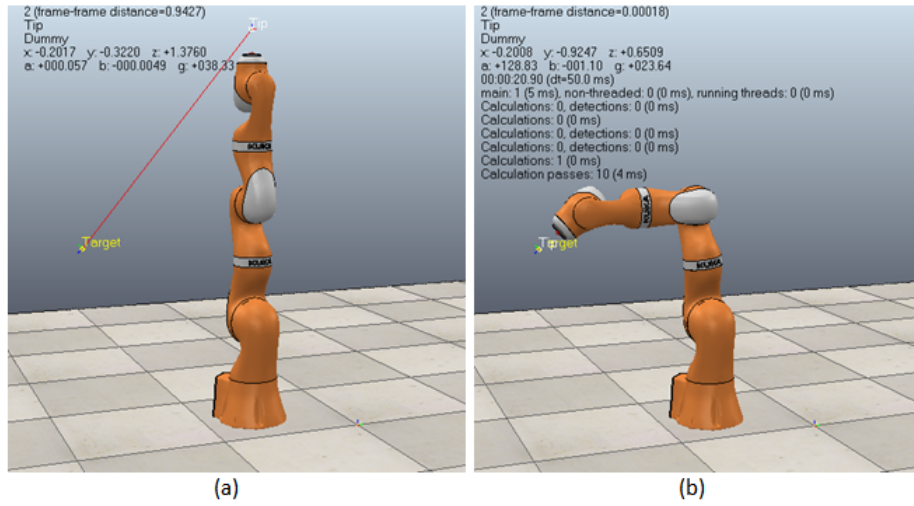 2 (frame-frame distance=0.9427)
Tip
Dummy
x: -0.2017 y: -0.3220 z: +1.3760
a: +000.057 b: -000.0049 g: +038.33
Tip
Target
KUKA
KUKA
(a)
2 (frame-frame distance=0.00018)
Tip
Dummy
x: -0.2008 y: -0.9247 z: +0.6509
a: +128.83 b: -001.10 g: +023.64
00:00:20.90 (dt=50.0 ms)
main: 1 (5 ms), non-threaded: 0 (0 ms), running threads: 0 (0 ms)
Calculations: 0, detections: 0 (0 ms)
Calculations: 0 (0 ms)
Calculations: 0, detections: 0 (0 ms)
Calculations: 0, detections: 0 (0 ms)
Calculations: 1 (0 ms)
Calculation passes: 10 (4 ms)
KUKA
Tip
Target
KUKA
(b)